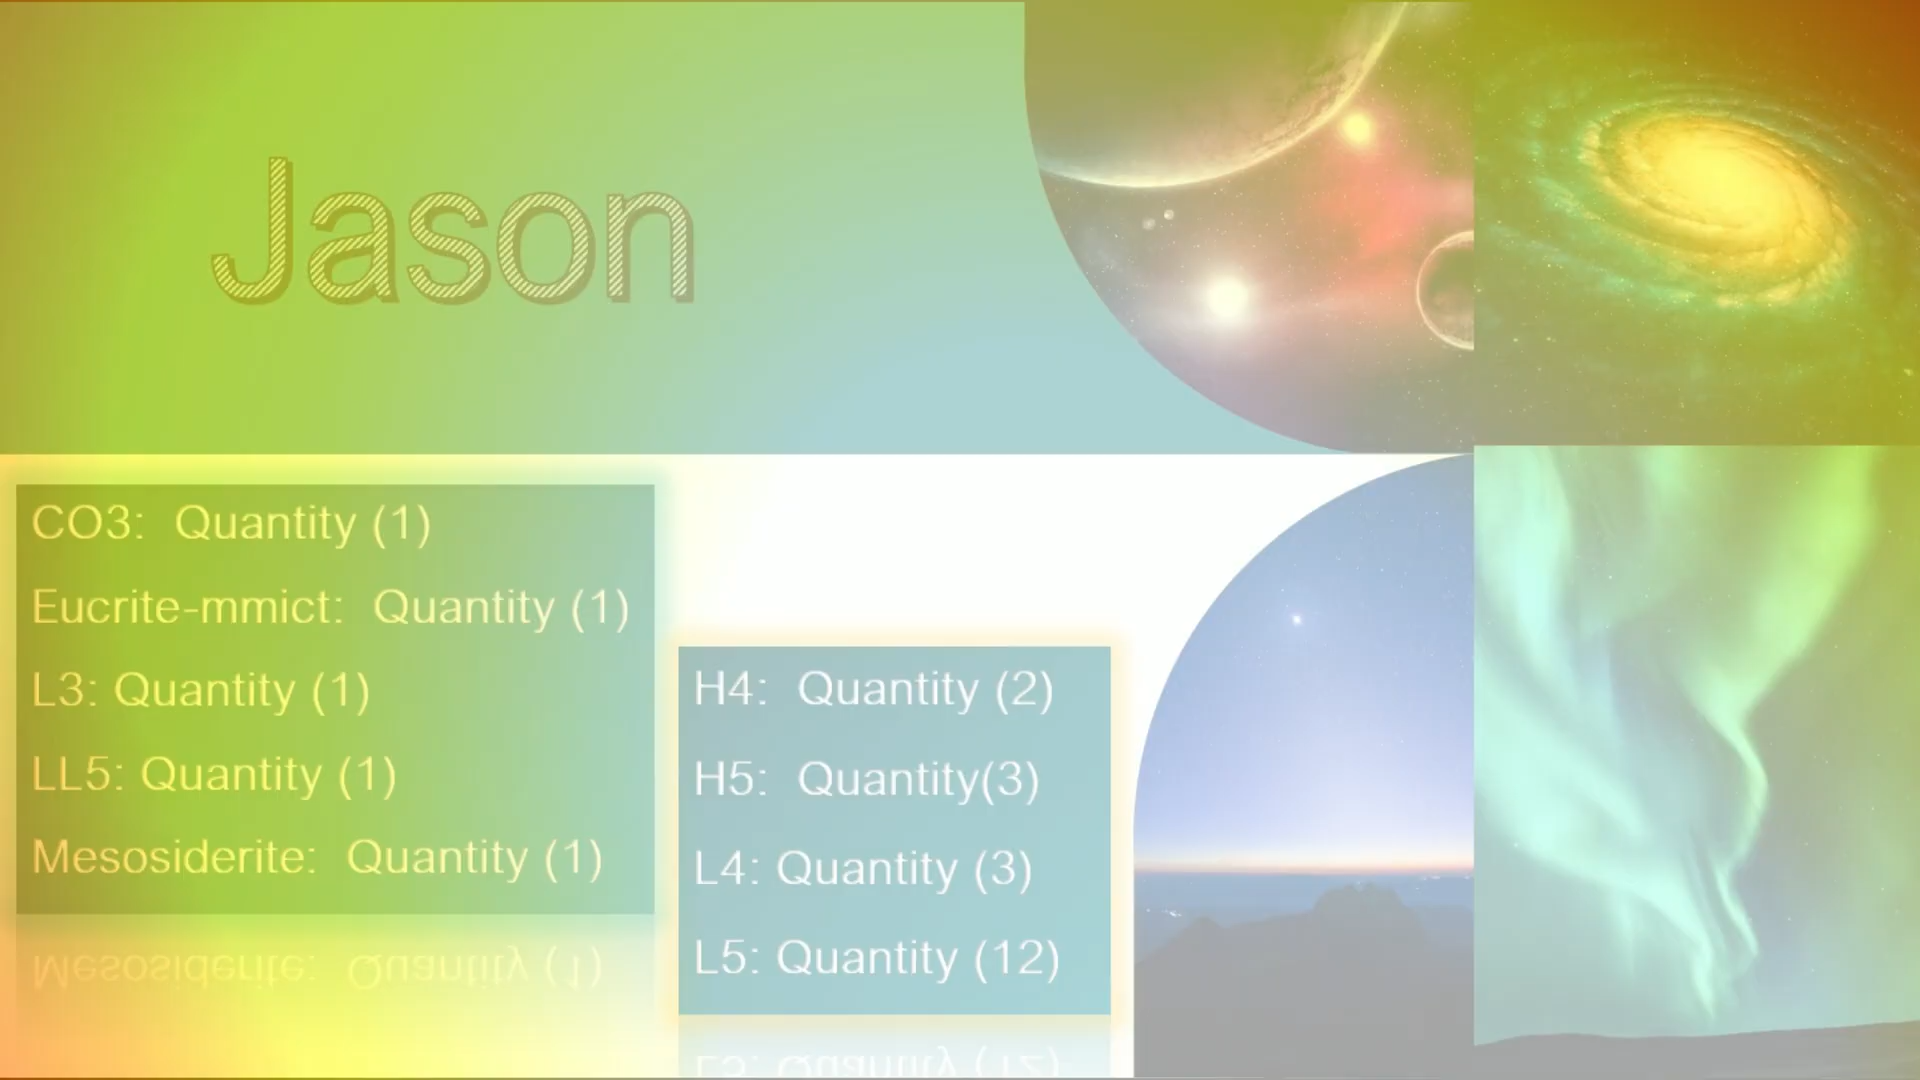 Jason
CO3:  Quantity (1)
Eucrite-mmict:  Quantity (1)
L3: Quantity (1)
LL5: Quantity (1)
Mesosiderite:  Quantity (1)
H4:  Quantity (2)
H5:  Quantity(3)
L4: Quantity (3)
L5: Quantity (12)